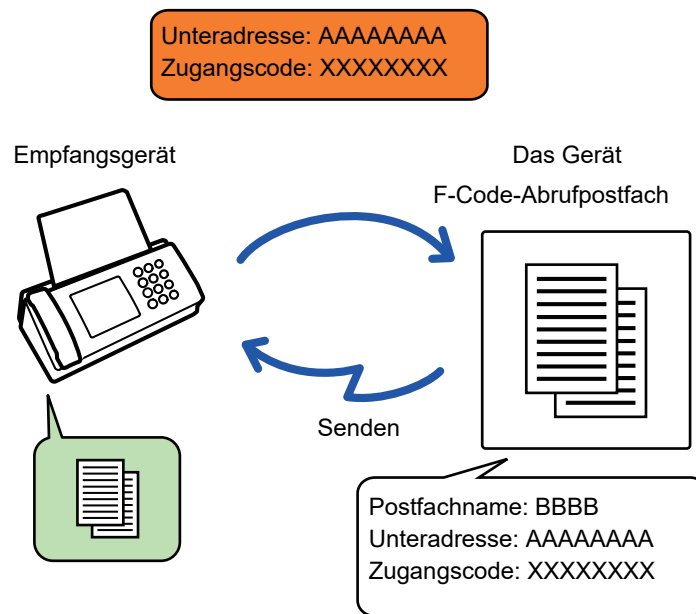 Unteradresse: AAAAAAAA
Zugangscode: XXXXXXXX
Empfangsgerät
Das Gerät
F-Code-Abrufpostfach
Senden
Postfachname: BBBB
Unteradresse: AAAAAAAA
Zugangscode: XXXXXXXX